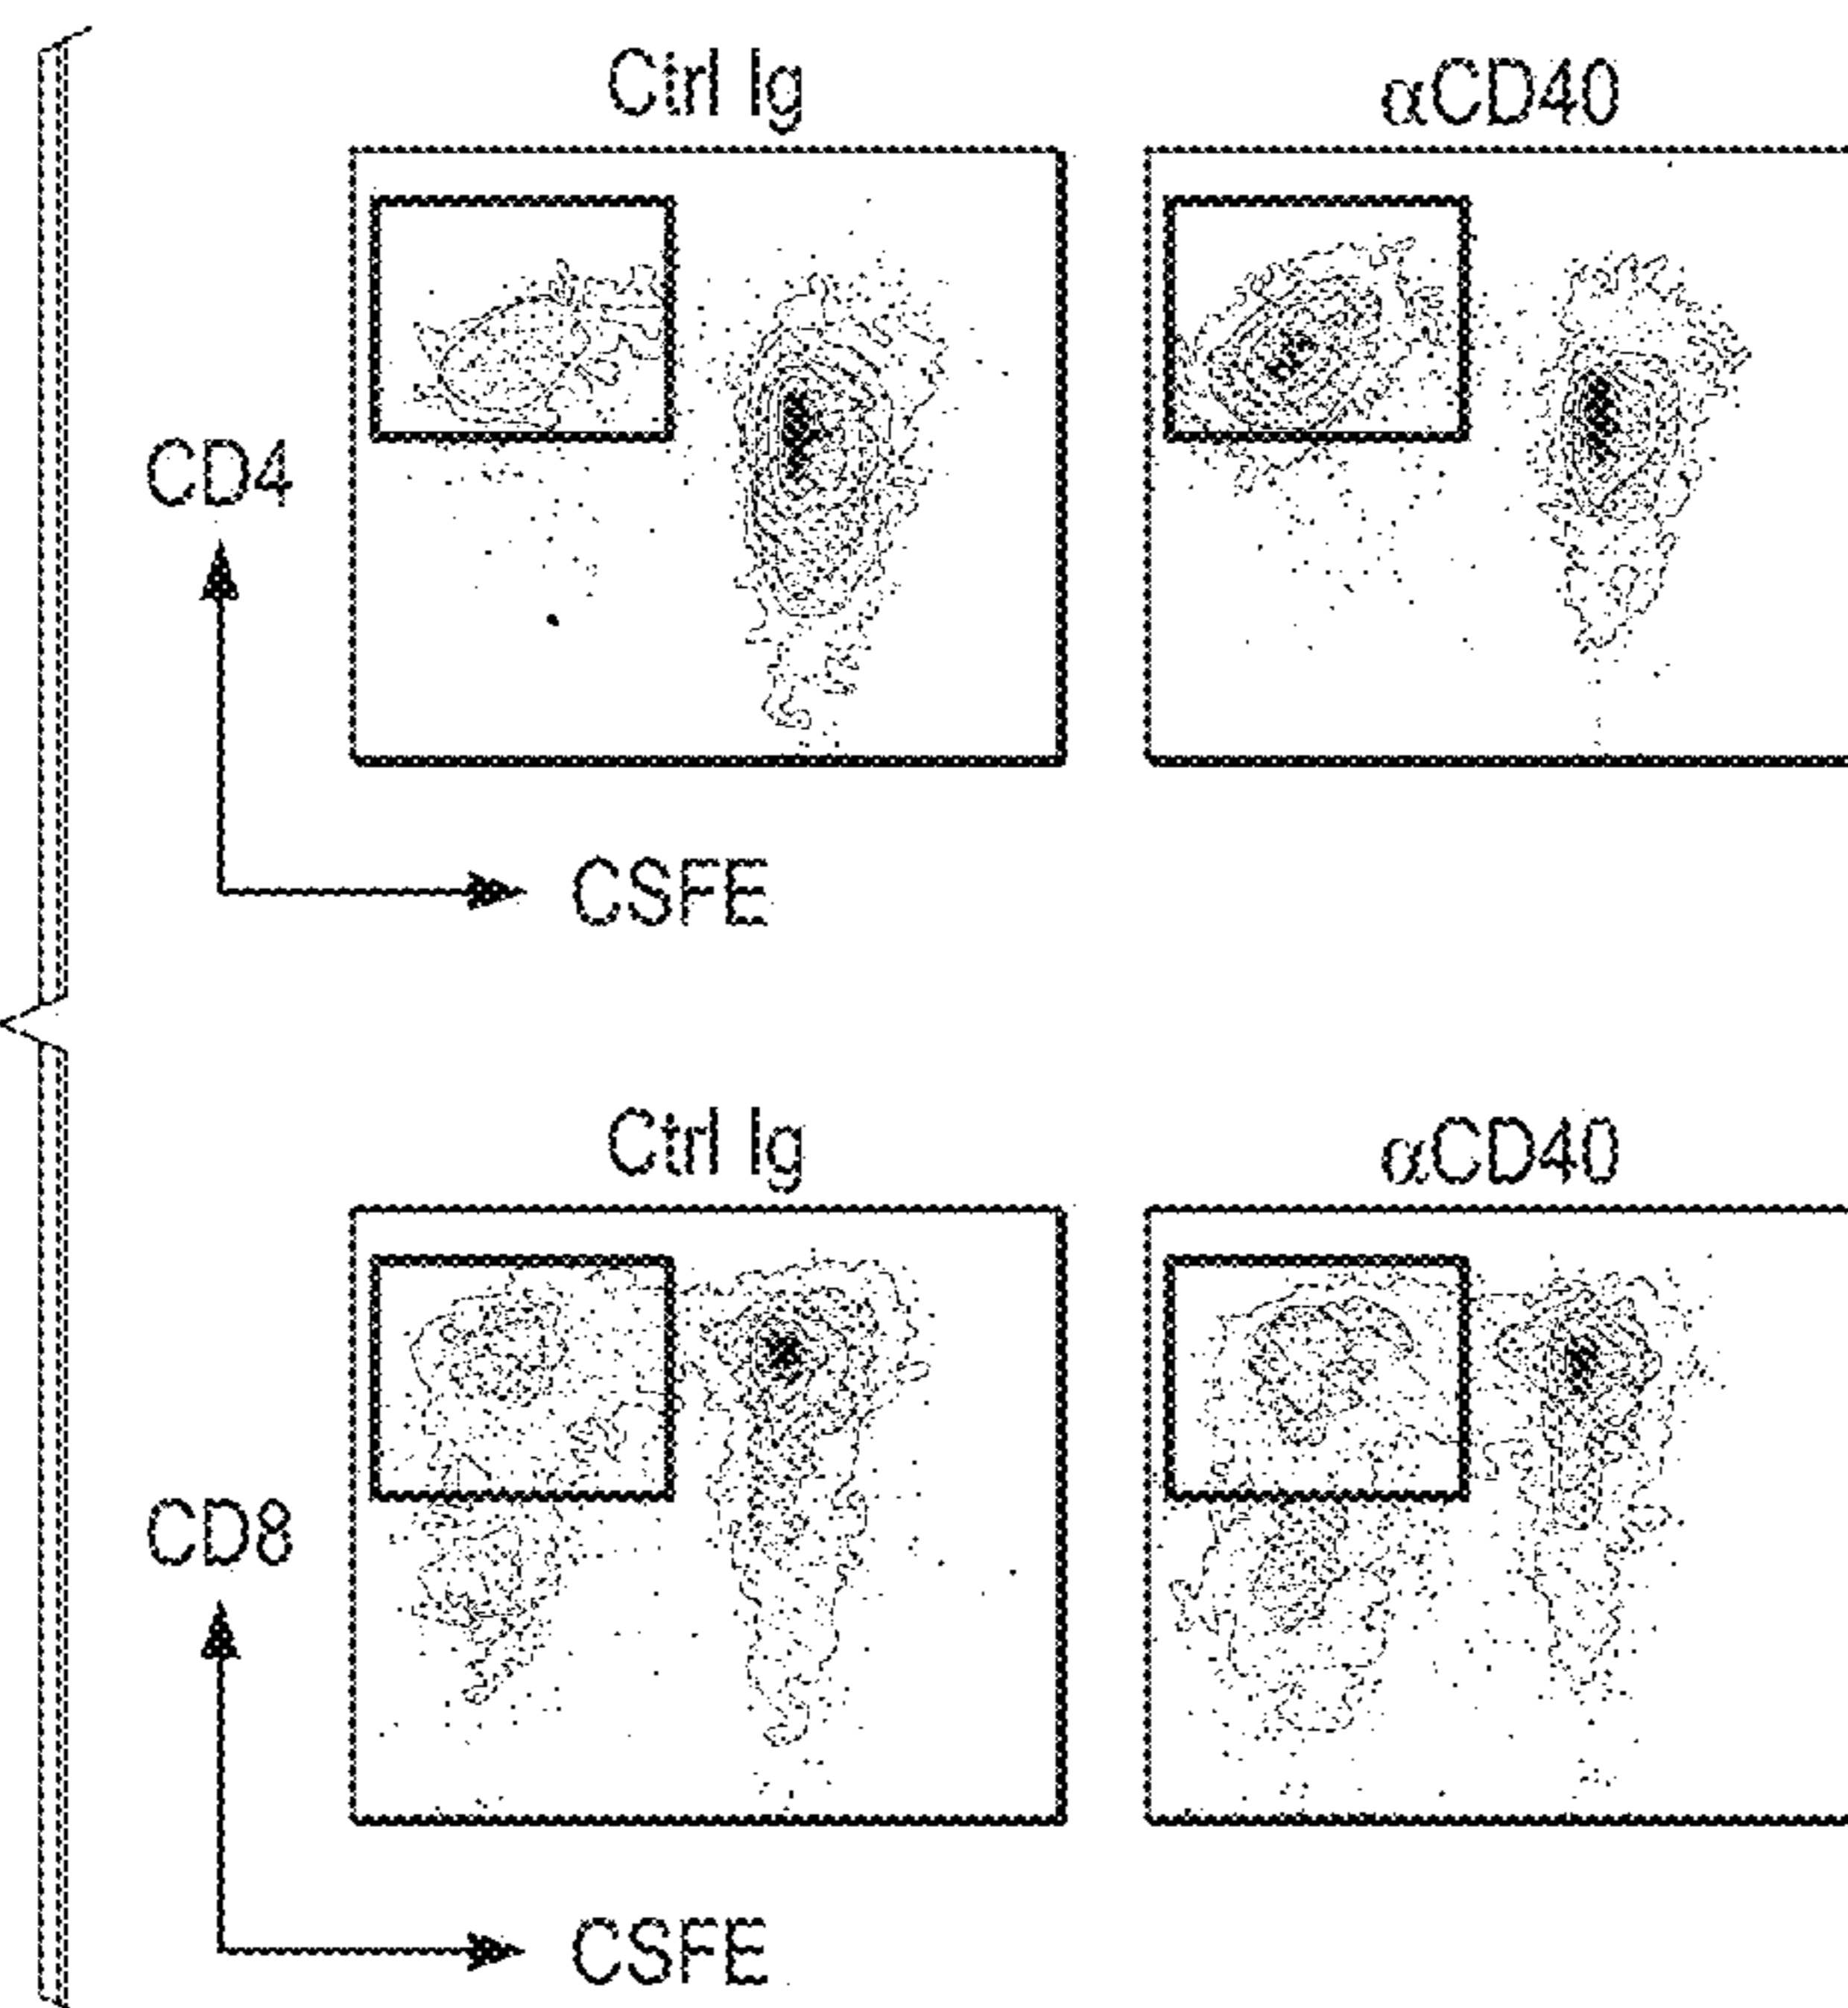 Ctrl Ig
αCD40
CD4
CSFE
Ctrl Ig
αCD40
CD8
CSFE